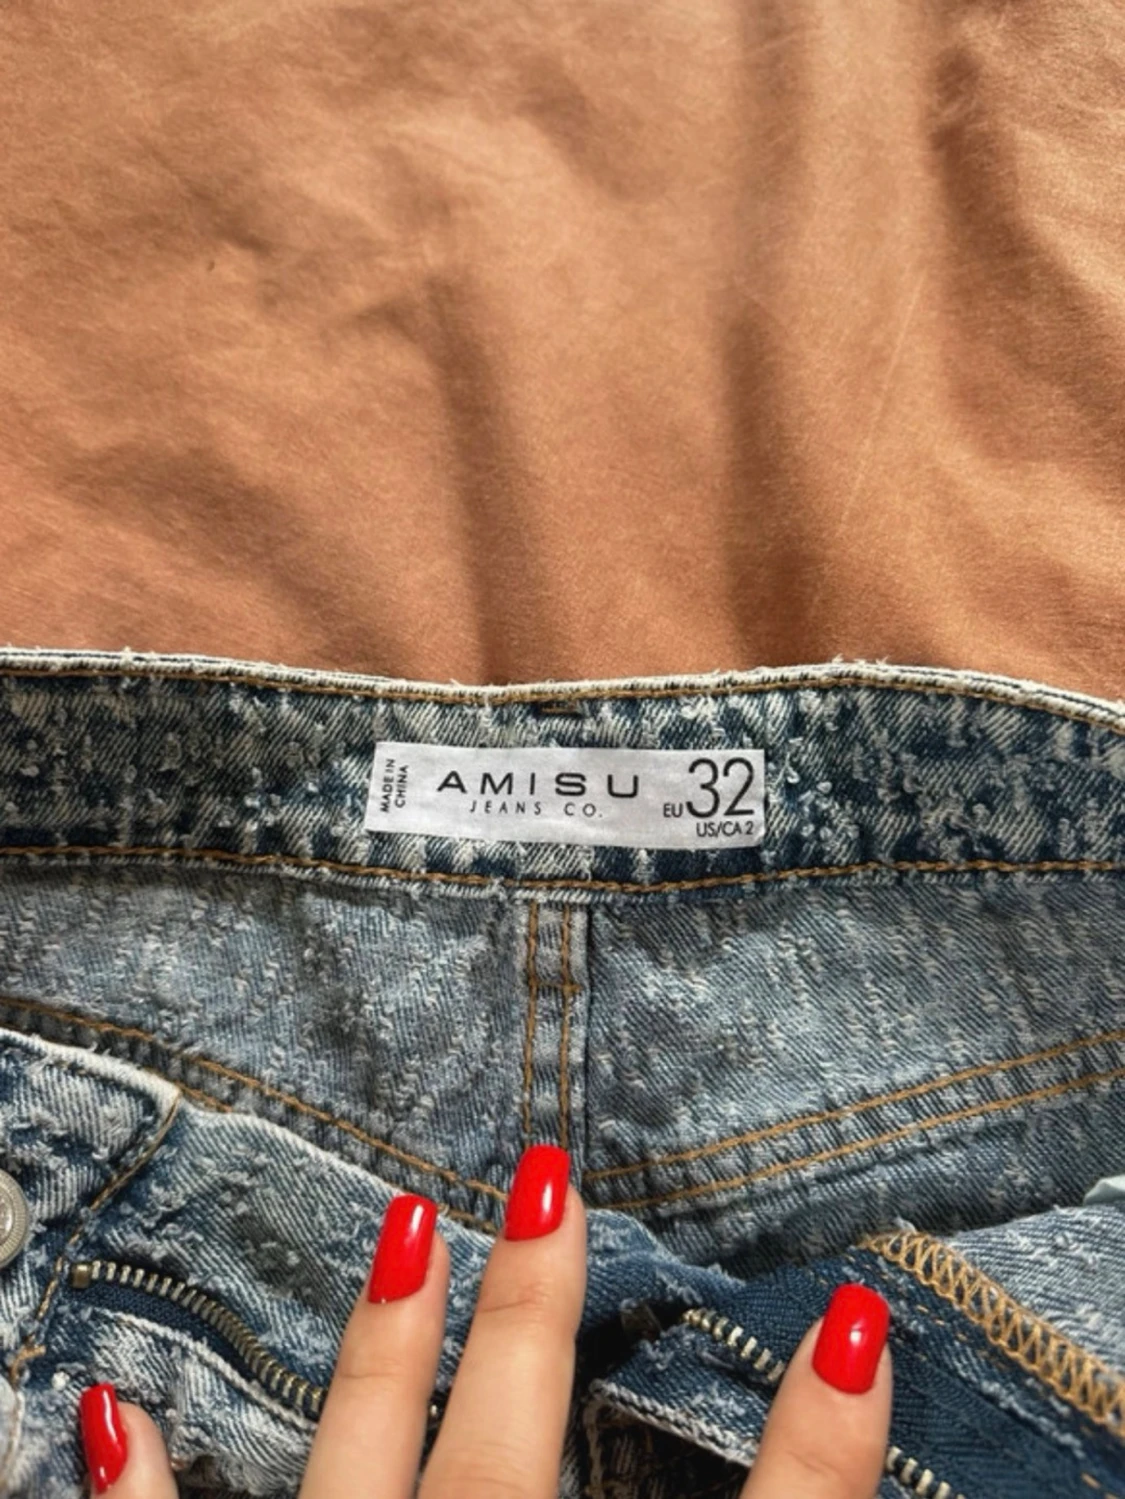 MADE IN
CHINA
AMISU
JEANS CO.
EU 32
US/CA 2